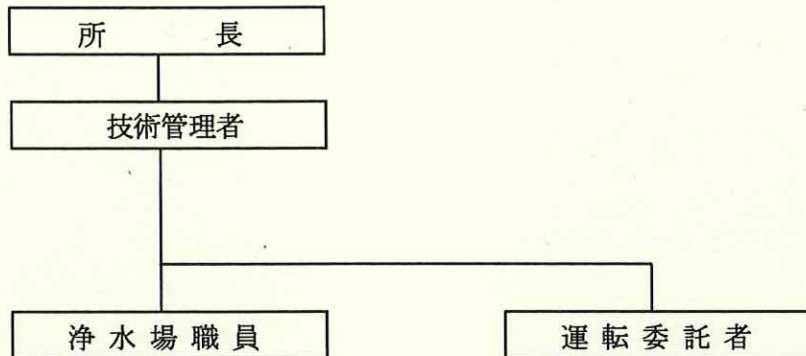 所長
技術管理者
浄水場職員
運転委託者